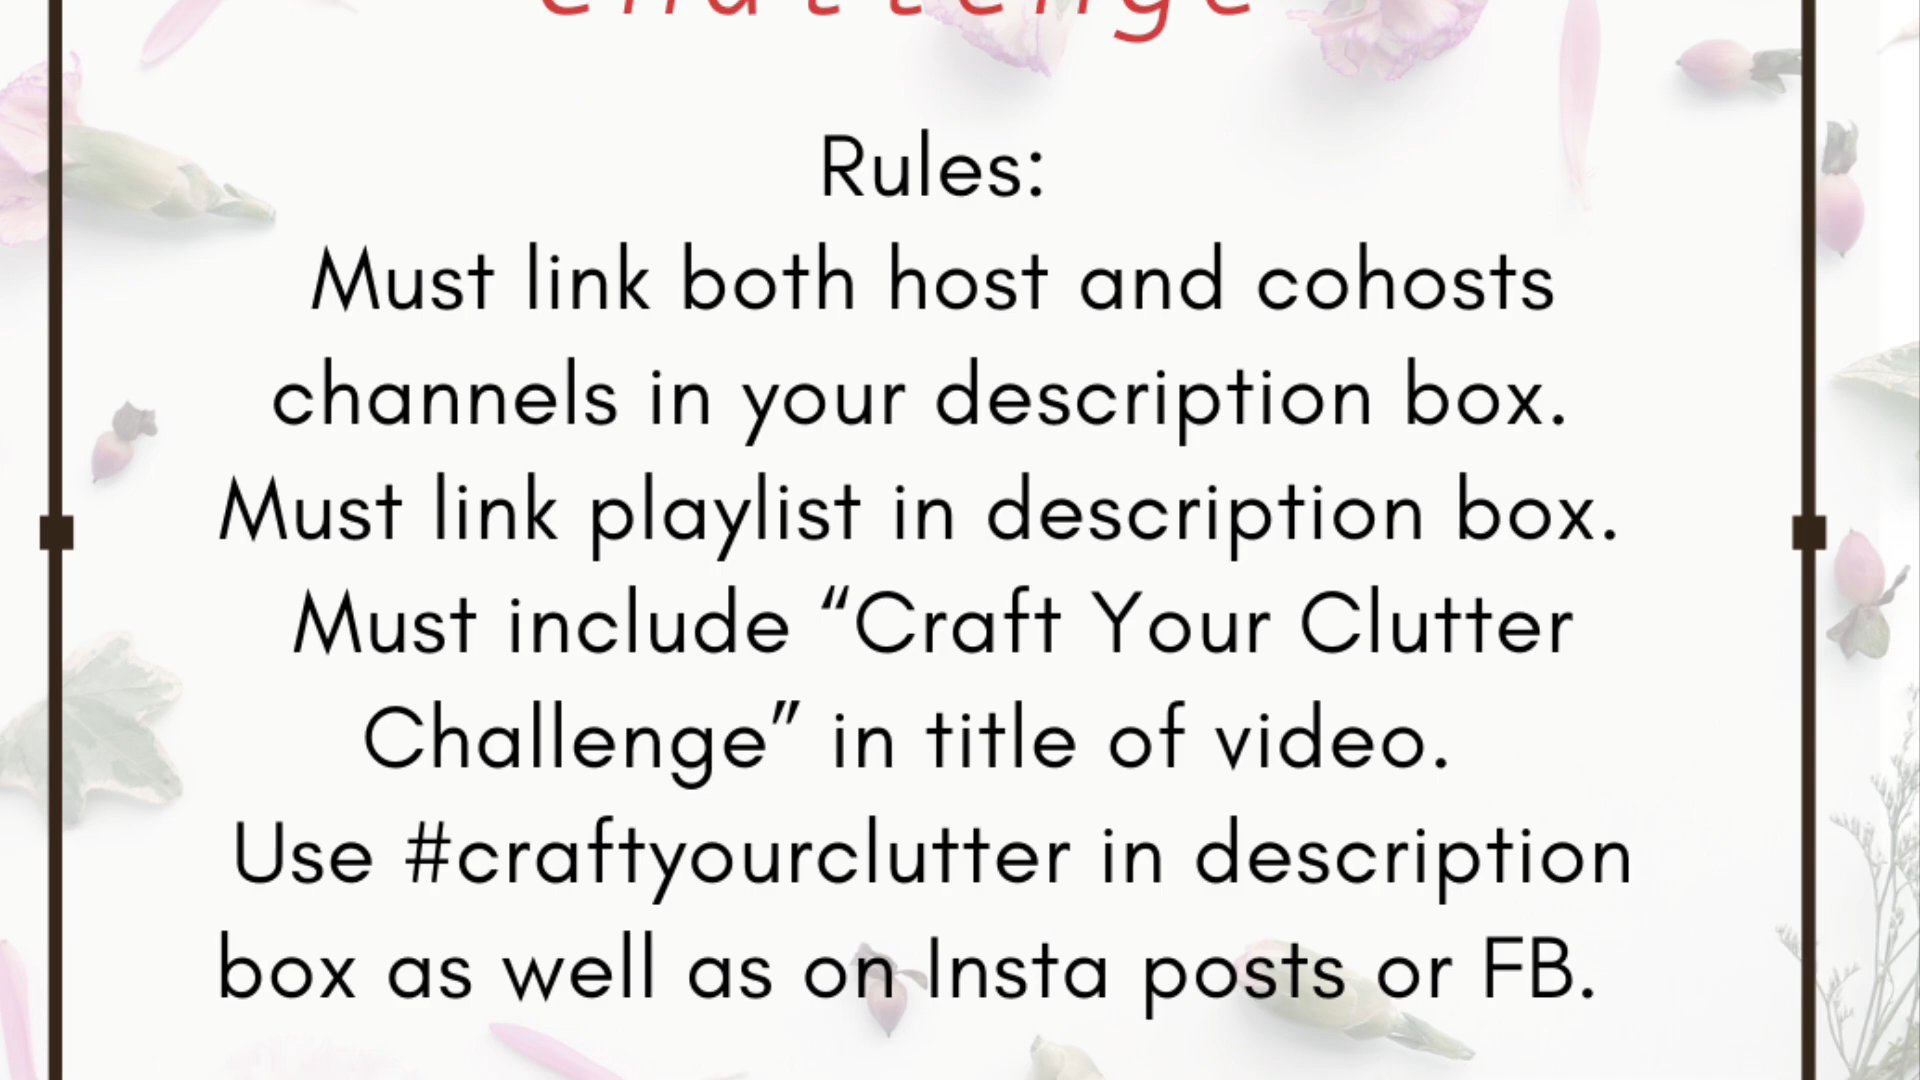 challenge
Rules:
Must link both host and cohosts
channels in your description box.
Must link playlist in description box.
Must include “Craft Your Clutter
Challenge” in title of video.
Use #craftyourclutter in description
box as well as on Insta posts or FB.